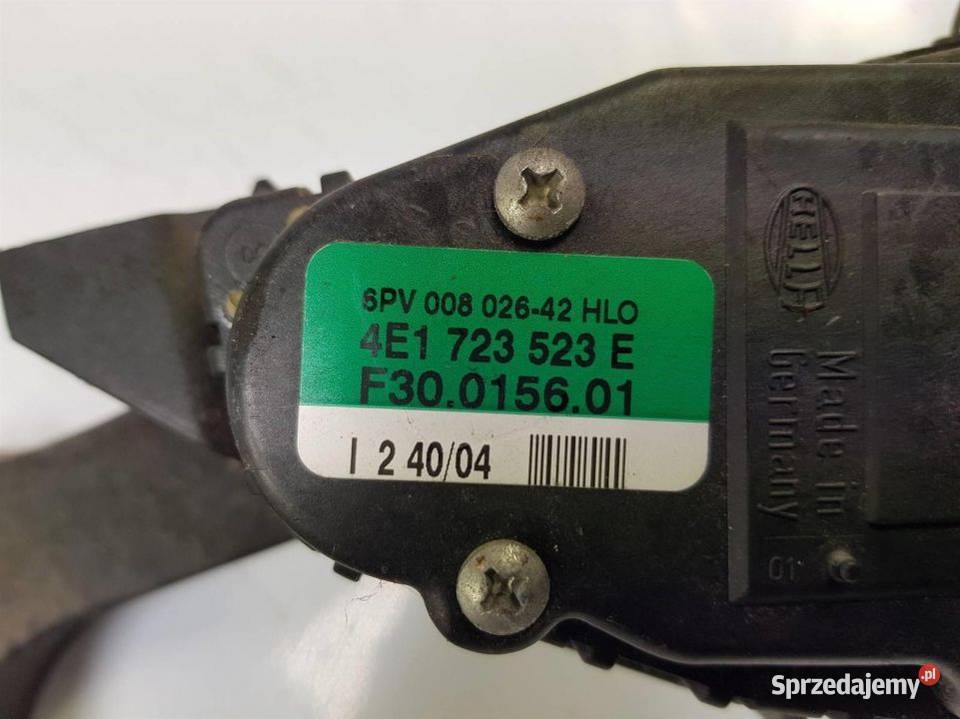 6PV 008 026-42 HLO
4E1 723 523 E
F30.0156.01
I 2 40/04
HELLA
Made in
Germany
Sprzedajemy.pl